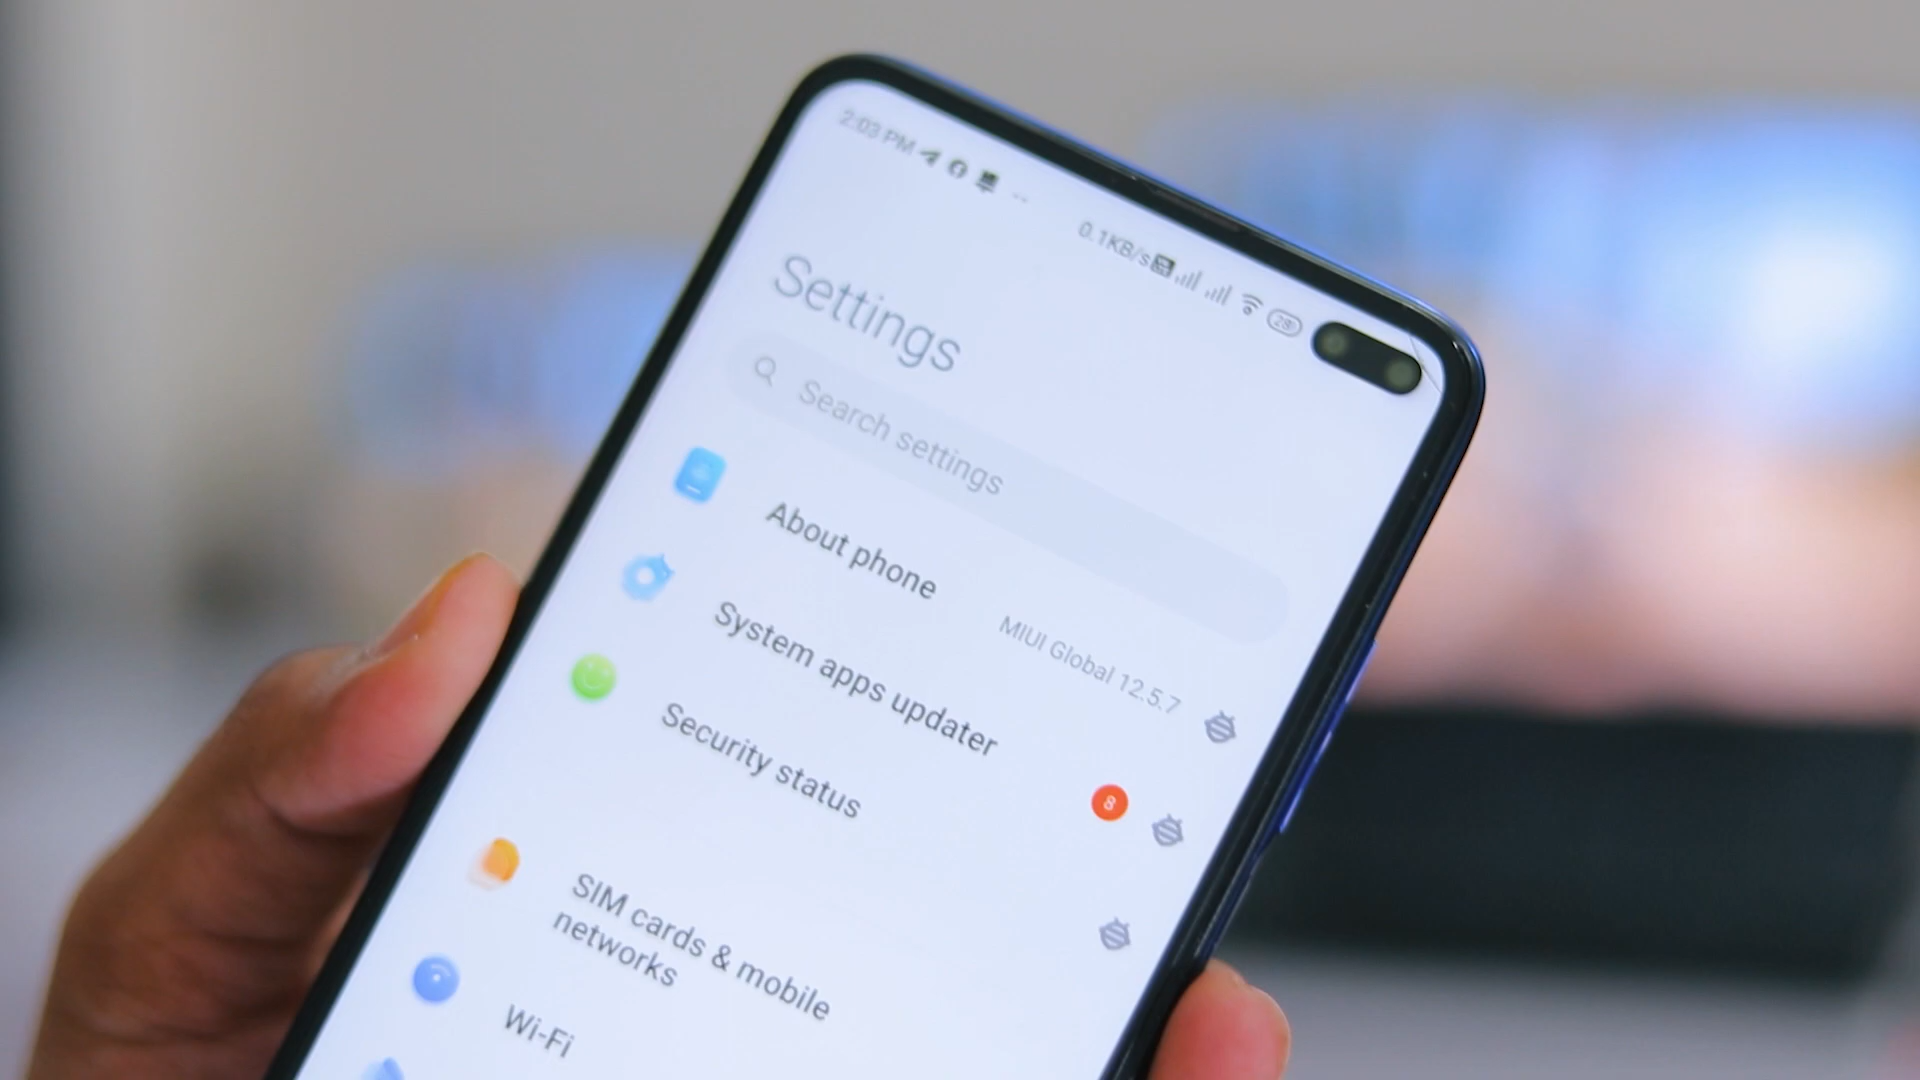 2:03 PM
0.1KB/s
28
Settings
Search settings
About phone
MIUI Global 12.5.7
System apps updater
8
Security status
SIM cards & mobile
networks
Wi-Fi